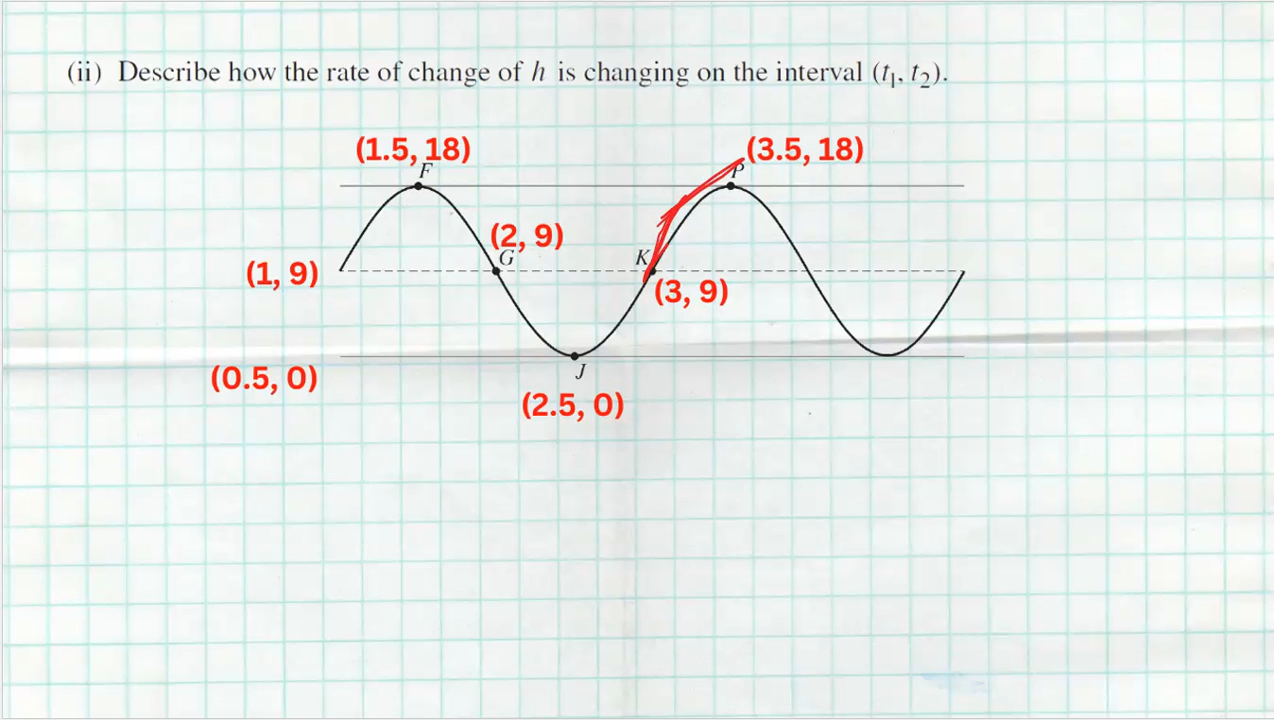 (ii) Describe how the rate of change of h is changing on the interval (t₁, t₂).
(1.5, 18)
(3.5, 18)
F
P
(2, 9)
G
K
(1, 9)
(3, 9)
(0.5, 0)
J
(2.5, 0)